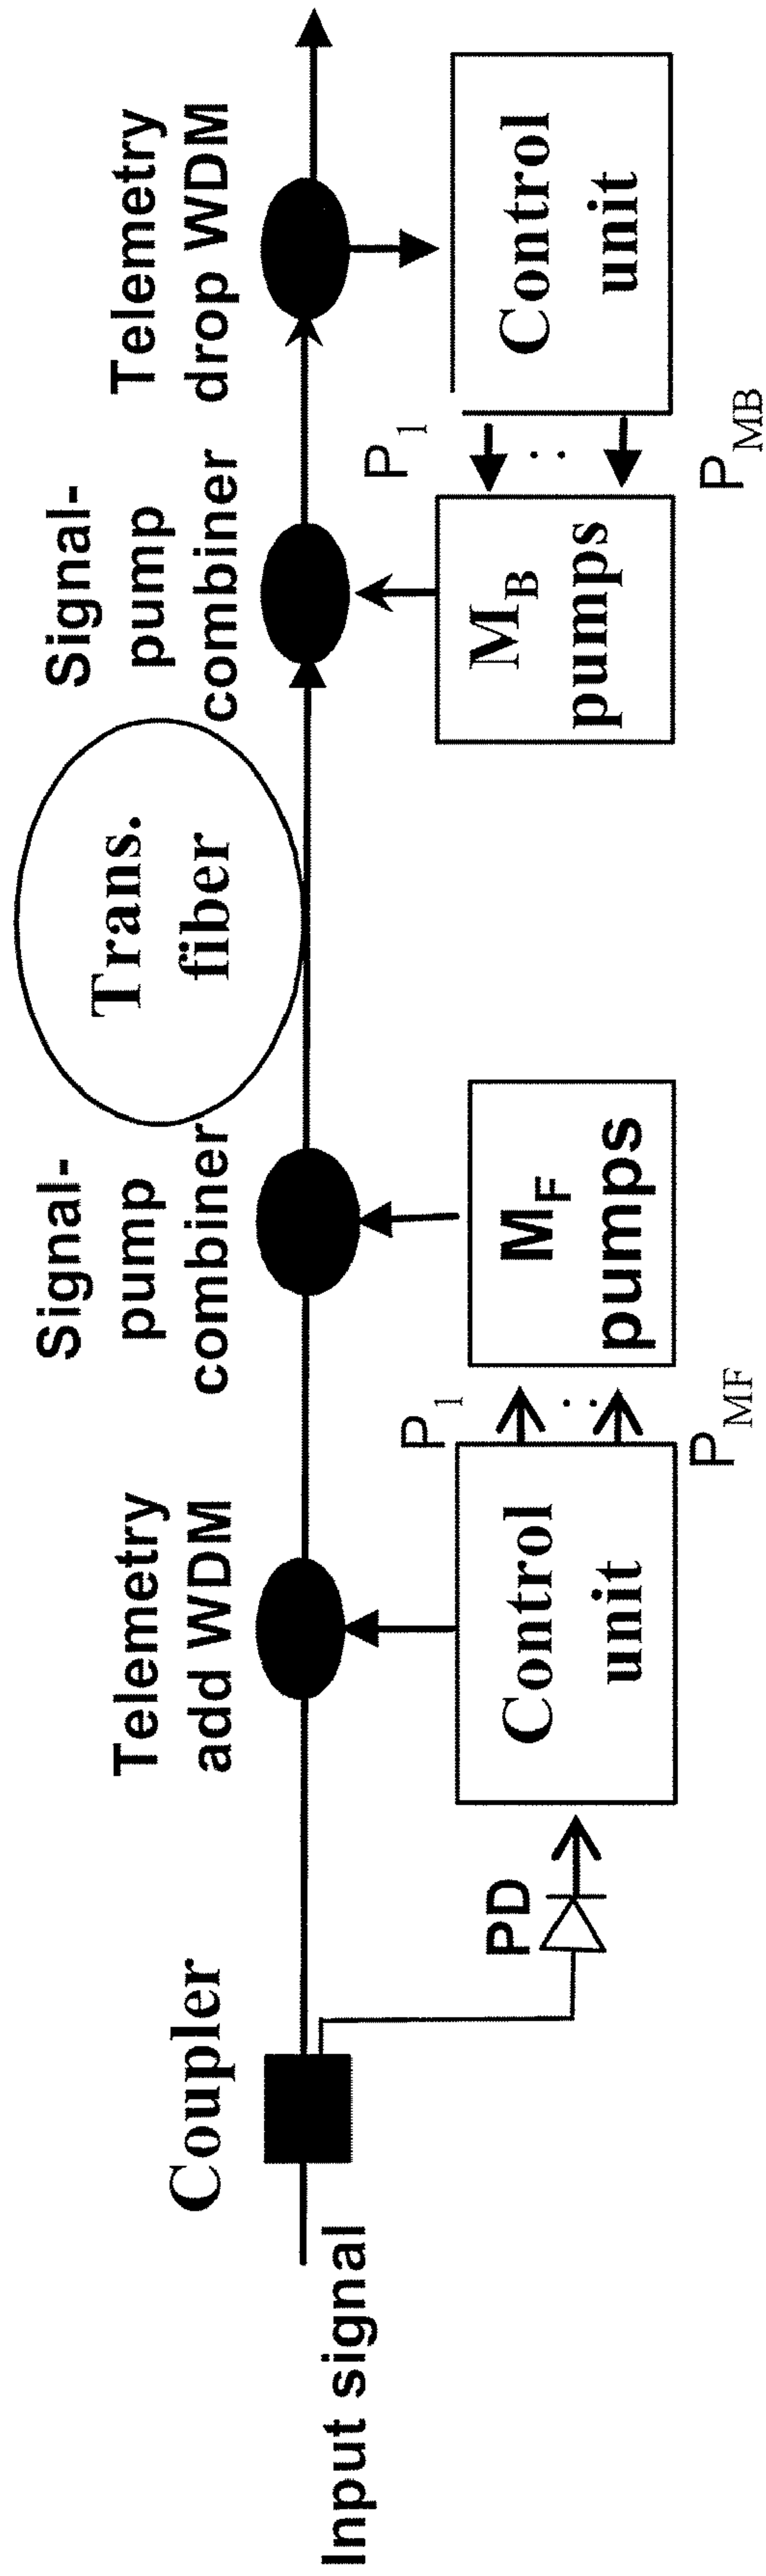 Input signal
Coupler
PD
Telemetry
add WDM
Control
unit
P1
PMF
Signal-
pump
combiner
MF
pumps
Trans.
fiber
Signal-
pump
combiner
MB
pumps
P1
PMB
Telemetry
drop WDM
Control
unit